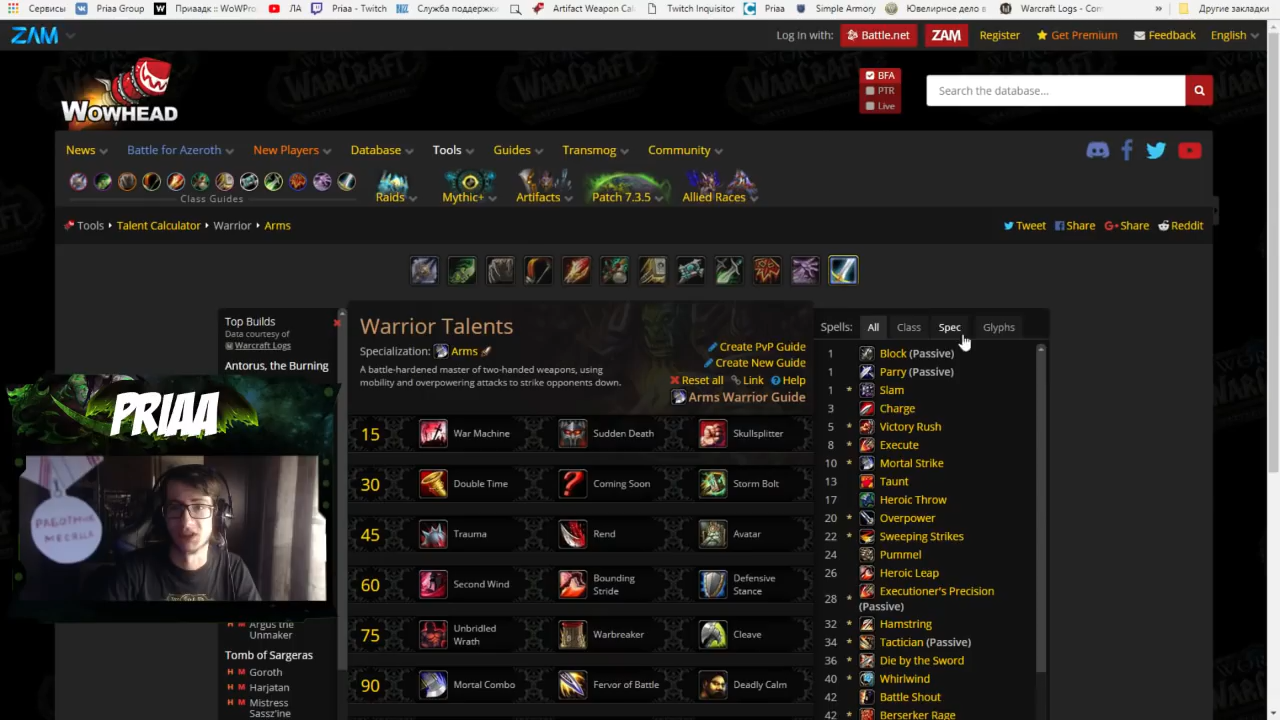 Сервисы Priaa Group Приаадк :: WoWPro ЛА Priaa - Twitch Служба поддержки Artifact Weapon Cal Twitch Inquisitor Priaa Simple Armory Ювелирное дело в Warcraft Logs - Com » Другие закладки
ZAM Log In with: Battle.net ZAM Register Get Premium Feedback English
WORLD OF WARCRAFT
WOWHEAD
BFA
PTR
Live
Search the database...
News Battle for Azeroth New Players Database Tools Guides Transmog Community
Class Guides
Raids Mythic+ Artifacts Patch 7.3.5 Allied Races
Tools Talent Calculator Warrior Arms
Tweet Share Share Reddit
Top Builds
Data courtesy of
Warcraft Logs
Antorus, the Burning
PRIAA
РАБОТНИК
МЕСЯЦА
Argus the
Unmaker
Tomb of Sargeras
H M Goroth
H M Harjatan
H M Mistress
Sassz'ine
Warrior Talents
Specialization: Arms
A battle-hardened master of two-handed weapons, using
mobility and overpowering attacks to strike opponents down.
Create PvP Guide
Create New Guide
Reset all Link Help
Arms Warrior Guide
15 War Machine Sudden Death Skullsplitter
30 Double Time Coming Soon Storm Bolt
45 Trauma Rend Avatar
60 Second Wind Bounding Stride Defensive Stance
75 Unbridled Wrath Warbreaker Cleave
90 Mortal Combo Fervor of Battle Deadly Calm
Spells: All Class Spec Glyphs
1 Block (Passive)
1 Parry (Passive)
1 * Slam
3 Charge
5 * Victory Rush
8 * Execute
10 * Mortal Strike
13 Taunt
17 Heroic Throw
20 * Overpower
22 * Sweeping Strikes
24 Pummel
26 Heroic Leap
28 * Executioner's Precision
(Passive)
32 * Hamstring
34 * Tactician (Passive)
36 * Die by the Sword
40 * Whirlwind
42 Battle Shout
42 * Berserker Rage